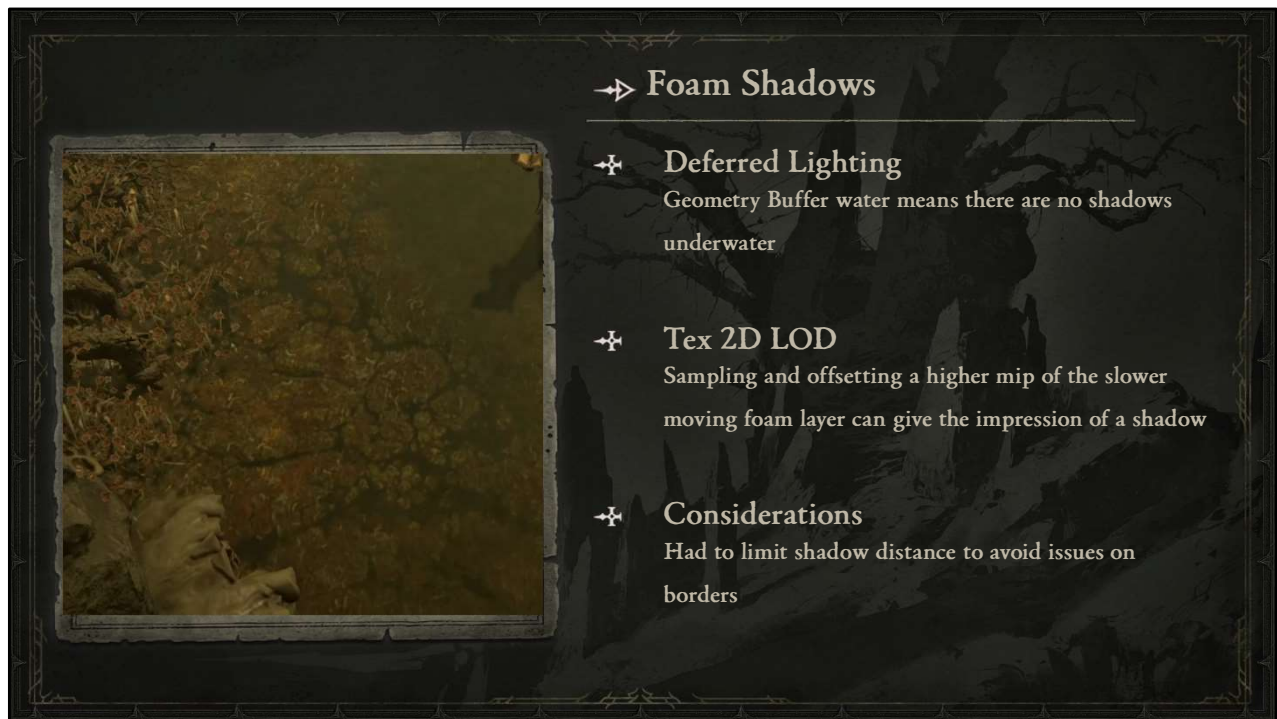 Foam Shadows
Deferred Lighting
Geometry Buffer water means there are no shadows
underwater
Tex 2D LOD
Sampling and offsetting a higher mip of the slower
moving foam layer can give the impression of a shadow
Considerations
Had to limit shadow distance to avoid issues on
borders